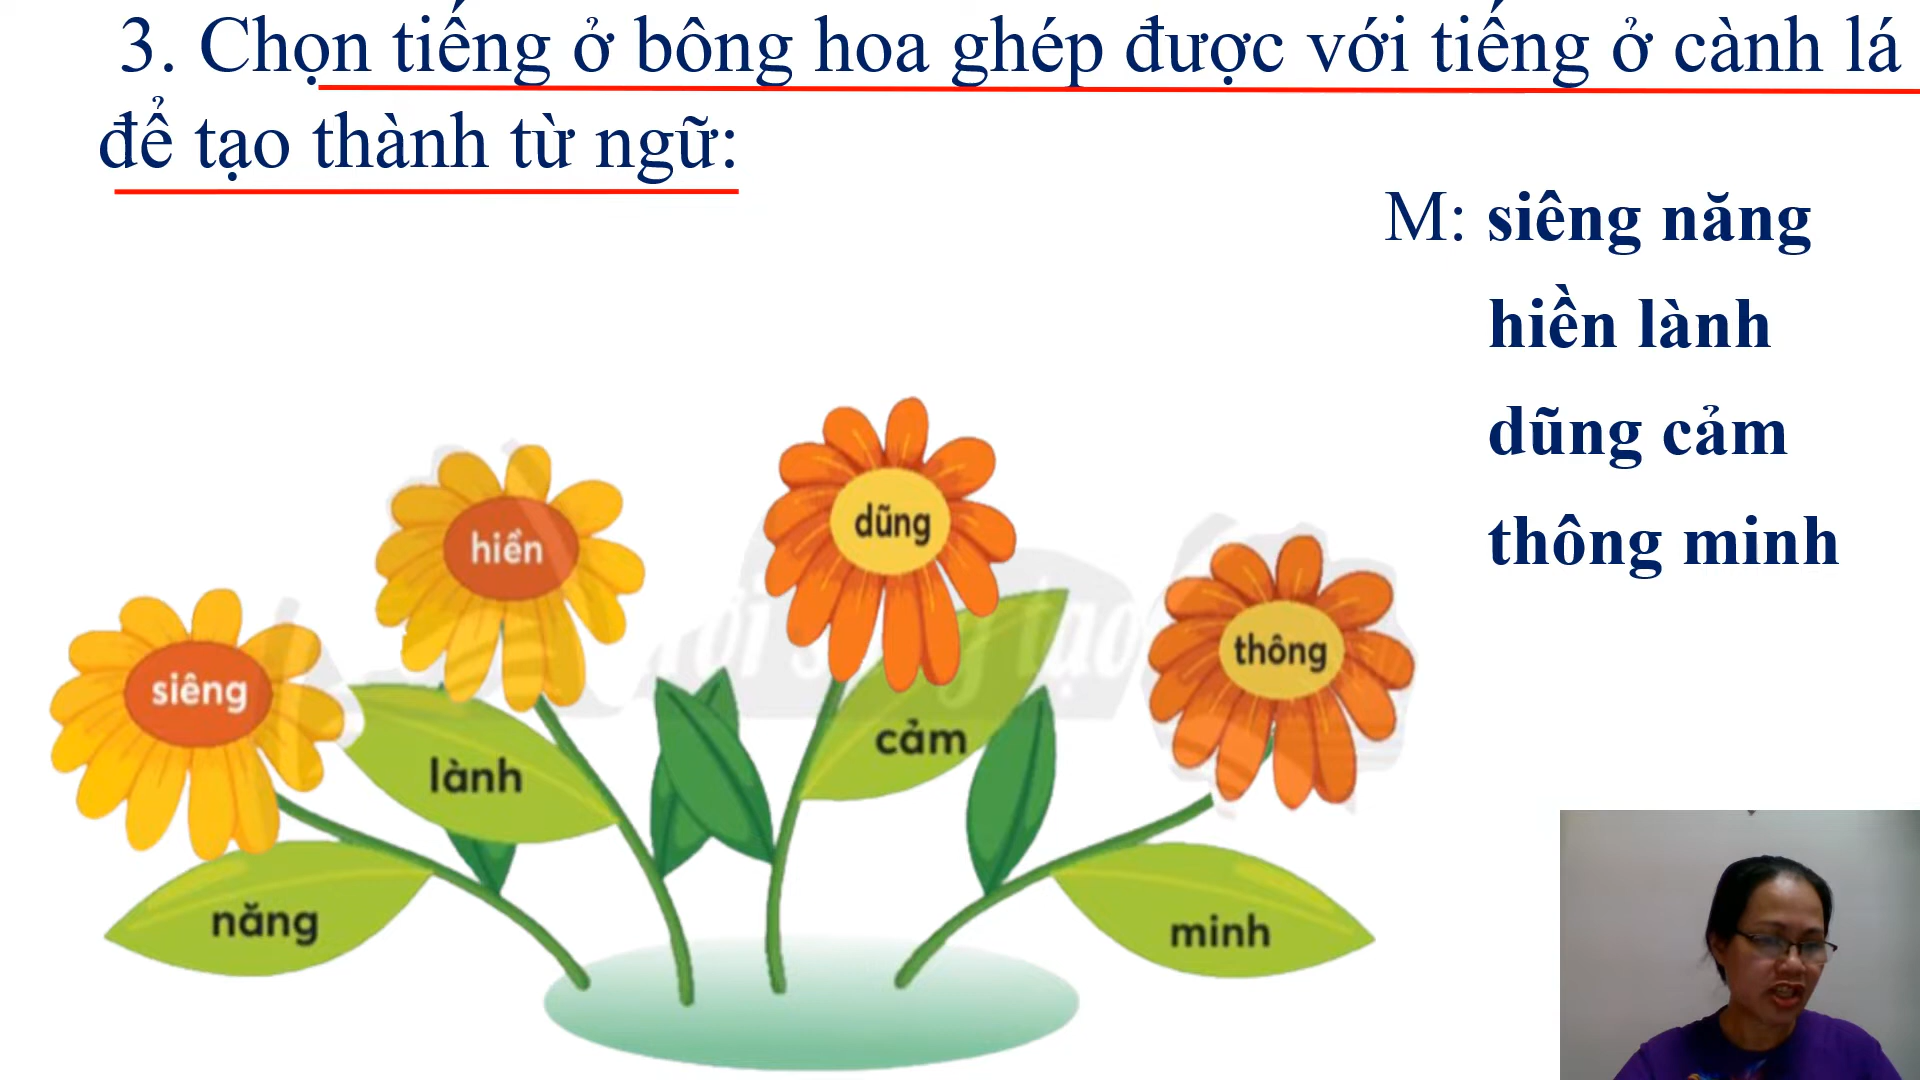 3. Chọn tiếng ở bông hoa ghép được với tiếng ở cành lá
để tạo thành từ ngữ:
M: siêng năng
hiền lành
dũng cảm
thông minh
dũng
hiền
thông
siêng
cảm
lành
năng
minh